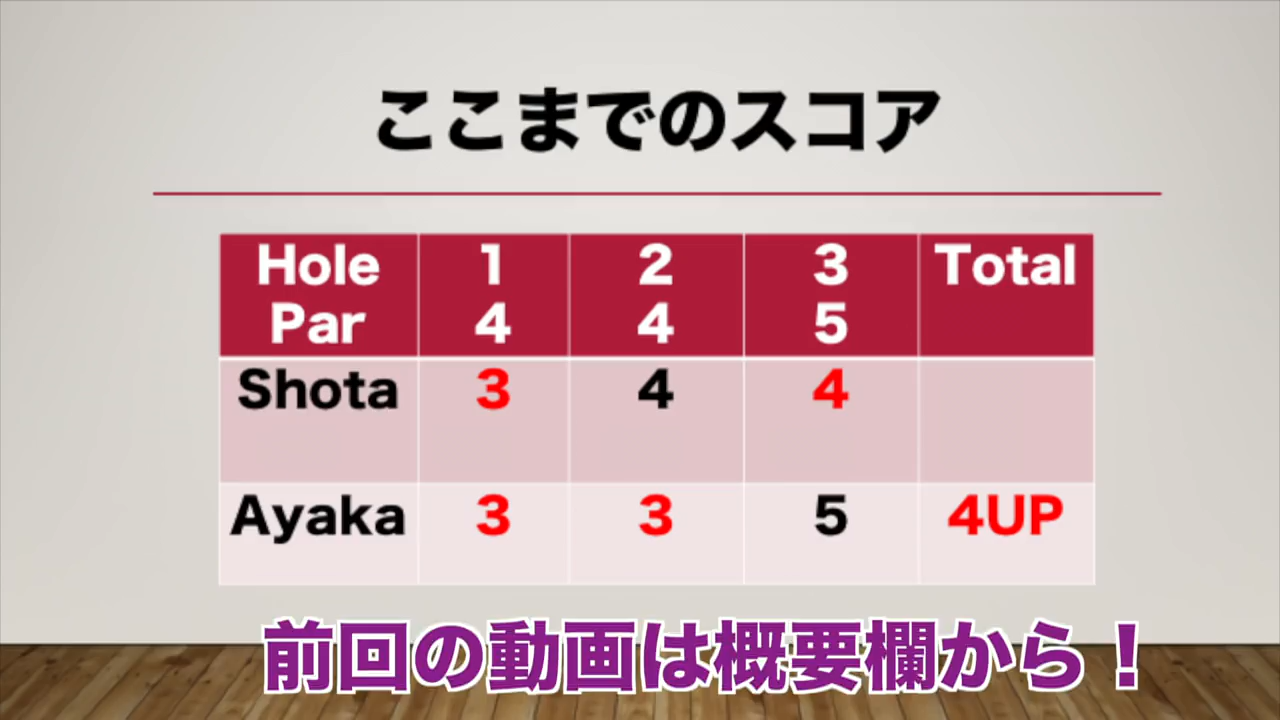 ここまでのスコア
Hole 1 2 3 Total
Par 4 4 5
Shota 3 4 4
Ayaka 3 3 5 4UP
前回の動画は概要欄から！